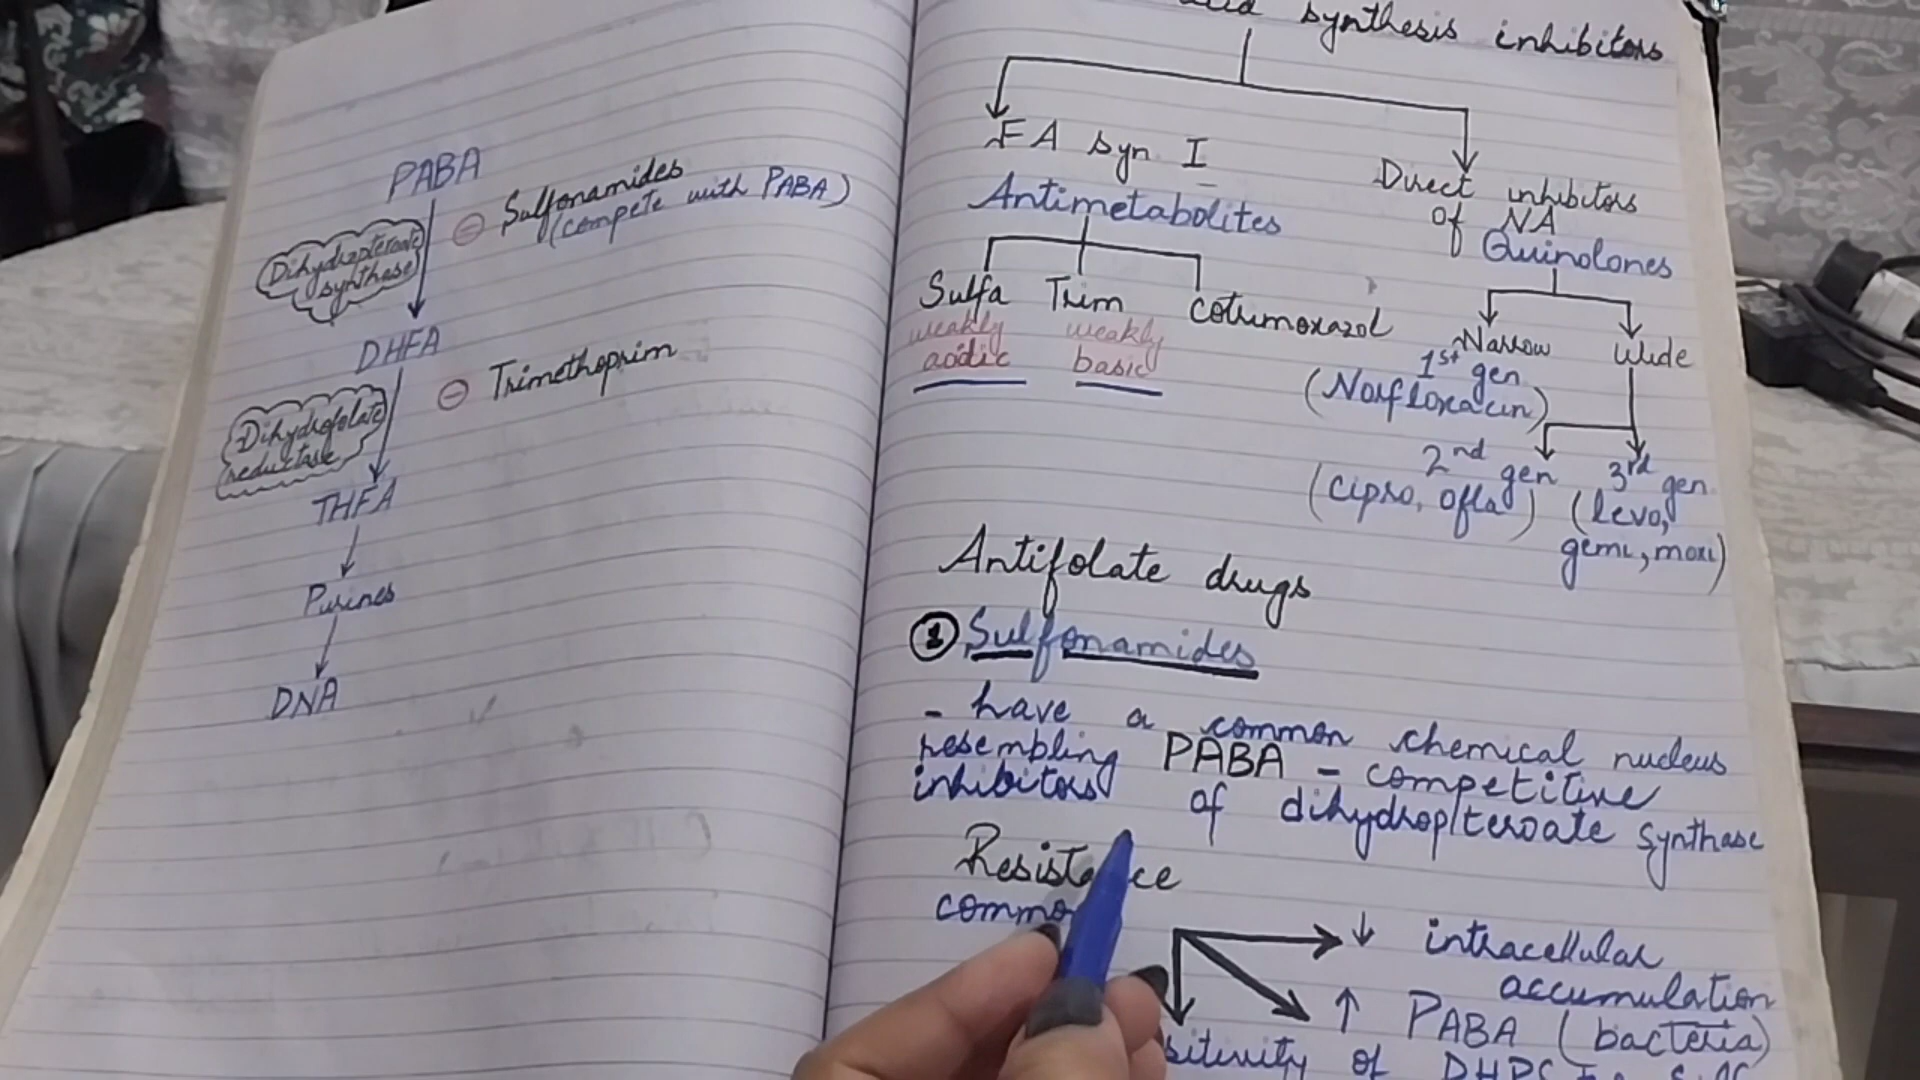 PABA
Sulfonamides
(compete with PABA)
Dihydropteroate
synthase
DHFA
Trimethoprim
Dihydrofolate
reductase
THFA
Purines
DNA
synthesis inhibitors
FA syn I
Antimetabolites
Direct inhibitors
of NA
Quinolones
Sulfa Trim cotrimoxazol
weakly weakly
acidic basic
Narrow Wide
1st gen
(Norfloxacin)
2nd gen
(cipro, ofla)
3rd gen
(levo,
gemi, moxi)
Antifolate drugs
1 Sulfonamides
- have a common chemical nucleus
resembling PABA - competitive
inhibitors of dihydropteroate synthase
Resistance
common
↓ intracellular
accumulation
↑ PABA (bacteria)
of